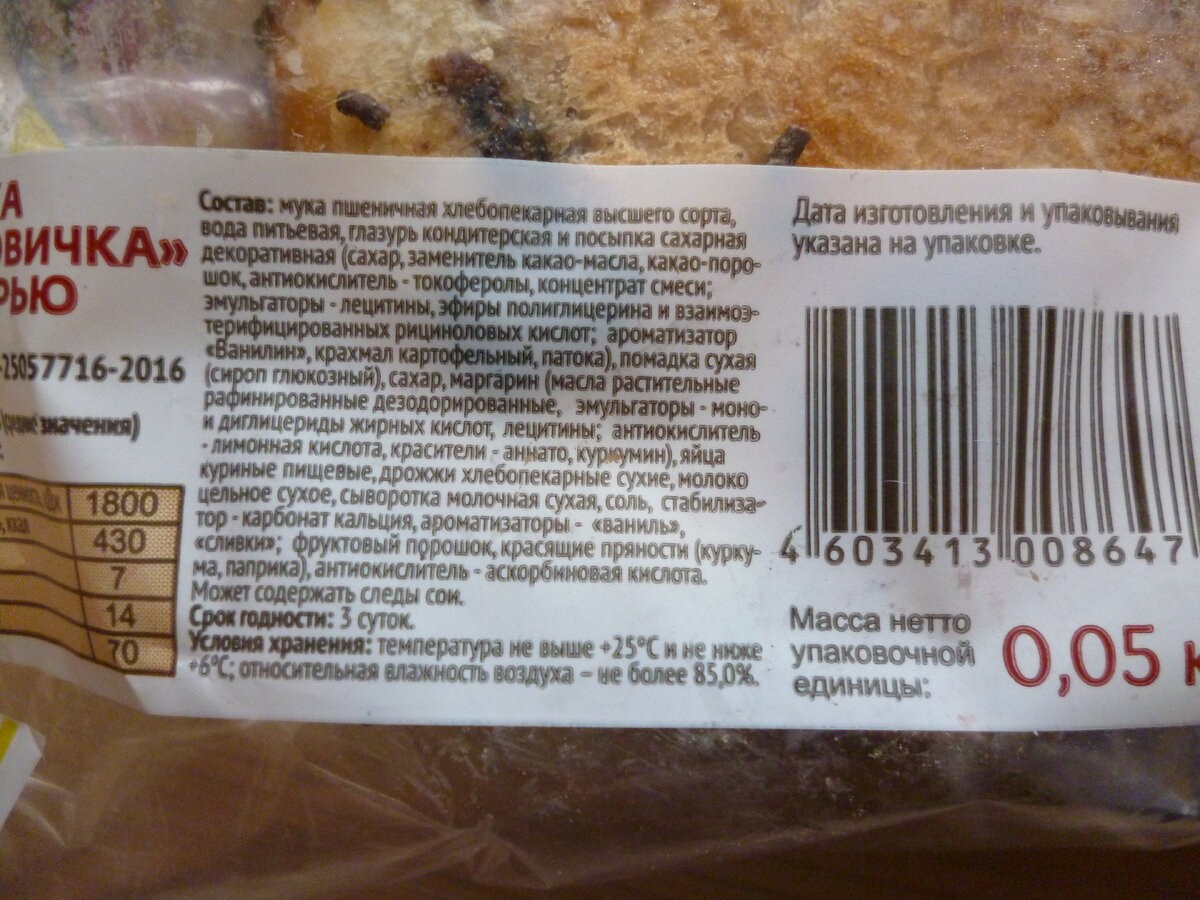 ОВИЧКА»
РЬЮ
-25057716-2016
значения)
1800
430
7
14
70
Состав: мука пшеничная хлебопекарная высшего сорта,
вода питьевая, глазурь кондитерская и посыпка сахарная
декоративная (сахар, заменитель какао-масла, какао-поро-
шок, антиокислитель - токоферолы, концентрат смеси;
эмульгаторы - лецитины, эфиры полиглицерина и взаимоэ-
терифицированных рициноловых кислот; ароматизатор
«Ванилин», крахмал картофельный, патока), помадка сухая
(сироп глюкозный), сахар, маргарин (масла растительные
рафинированные дезодорированные, эмульгаторы - моно-
и диглицериды жирных кислот, лецитины; антиокислитель
- лимонная кислота, красители - аннато, куркумин), яйца
куриные пищевые, дрожжи хлебопекарные сухие, молоко
цельное сухое, сыворотка молочная сухая, соль, стабилиза-
тор - карбонат кальция, ароматизаторы - «ваниль»,
«сливки»; фруктовый порошок, красящие пряности (курку-
ма, паприка), антиокислитель - аскорбиновая кислота.
Может содержать следы сои.
Срок годности: 3 суток.
Условия хранения: температура не выше +25°С и не ниже
+6°С; относительная влажность воздуха – не более 85,0%.
Дата изготовления и упаковывания
указана на упаковке.
4 603413 008647
Масса нетто
упаковочной
единицы:
0,05 к